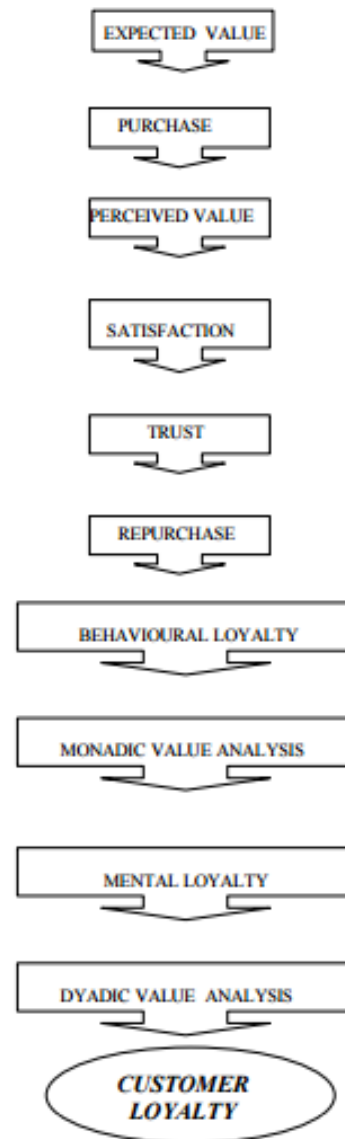 EXPECTED VALUE
PURCHASE
PERCEIVED VALUE
SATISFACTION
TRUST
REPURCHASE
BEHAVIOURAL LOYALTY
MONADIC VALUE ANALYSIS
MENTAL LOYALTY
DYADIC VALUE ANALYSIS
CUSTOMER
LOYALTY